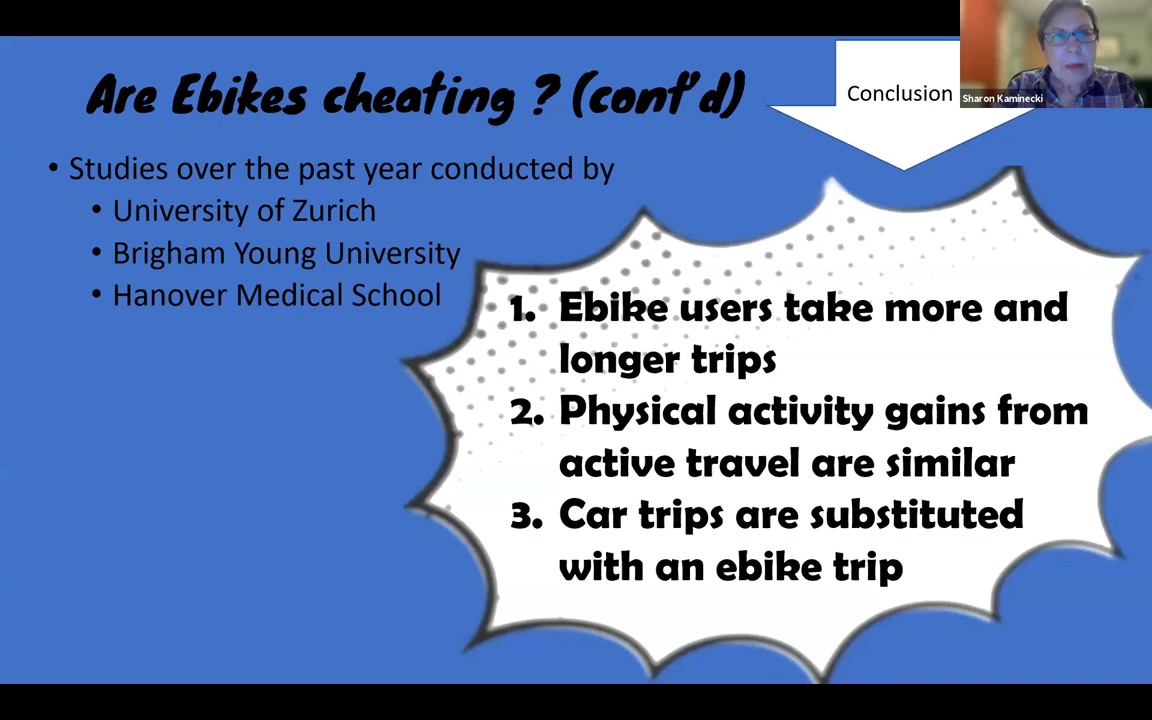 Are Ebikes cheating ? (cont'd)
Conclusion
Sharon Kaminecki
• Studies over the past year conducted by
• University of Zurich
• Brigham Young University
• Hanover Medical School
1. Ebike users take more and
longer trips
2. Physical activity gains from
active travel are similar
3. Car trips are substituted
with an ebike trip